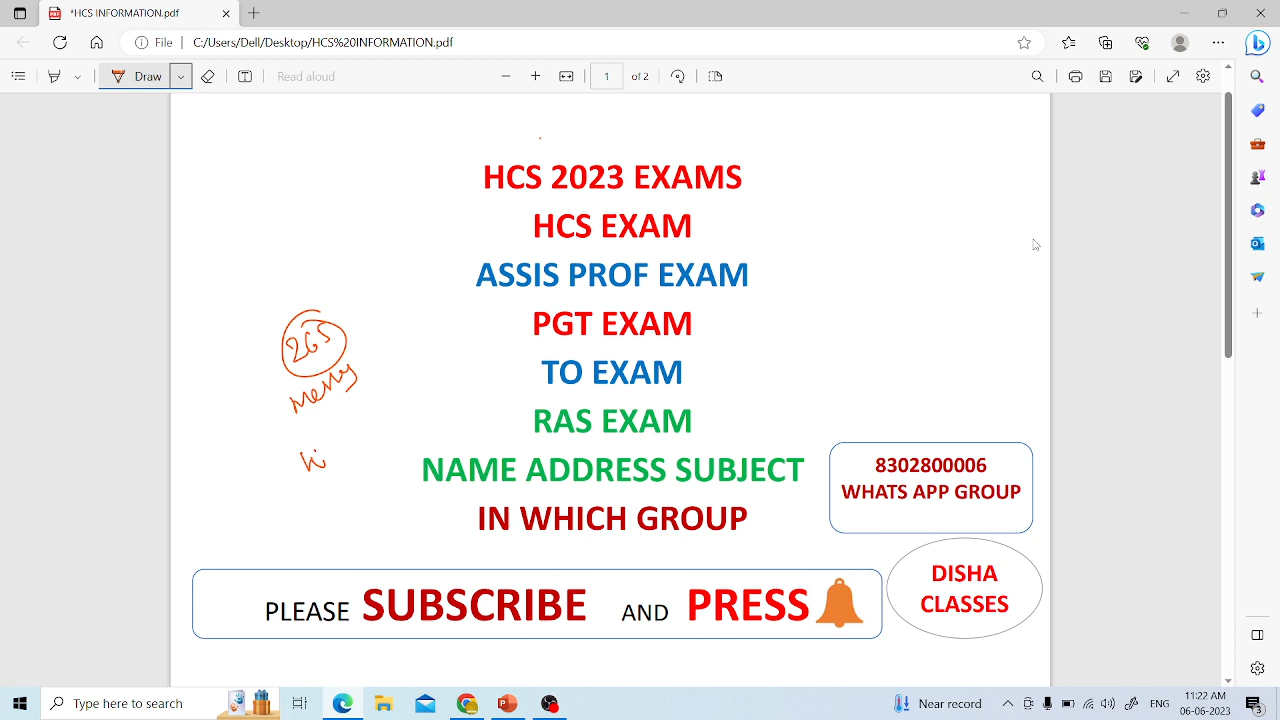 *HCS INFORMATION.pdf
File C:/Users/Dell/Desktop/HCS%20INFORMATION.pdf
Draw Read aloud 1 of 2
HCS 2023 EXAMS
HCS EXAM
ASSIS PROF EXAM
PGT EXAM
265
TO EXAM
RAS EXAM
NAME ADDRESS SUBJECT
8302800006
WHATS APP GROUP
IN WHICH GROUP
DISHA
CLASSES
PLEASE SUBSCRIBE AND PRESS
Type here to search
Near record
ENG
11:22 AM
06-06-2023
3